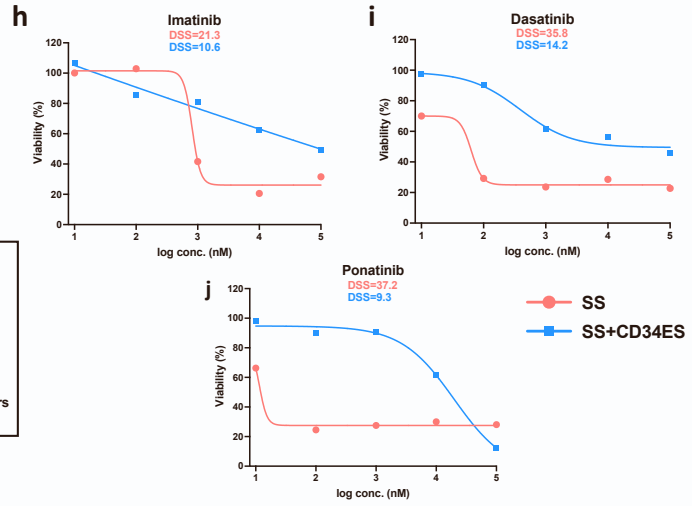 h
Imatinib
DSS=21.3
DSS=10.6
120
100
80
60
40
20
0
Viability (%)
1 2 3 4 5
log conc. (nM)
i
Dasatinib
DSS=35.8
DSS=14.2
120
100
80
60
40
20
0
Viability (%)
1 2 3 4 5
log conc. (nM)
rs
j
Ponatinib
DSS=37.2
DSS=9.3
120
100
80
60
40
20
0
Viability (%)
1 2 3 4 5
log conc. (nM)
SS
SS+CD34ES